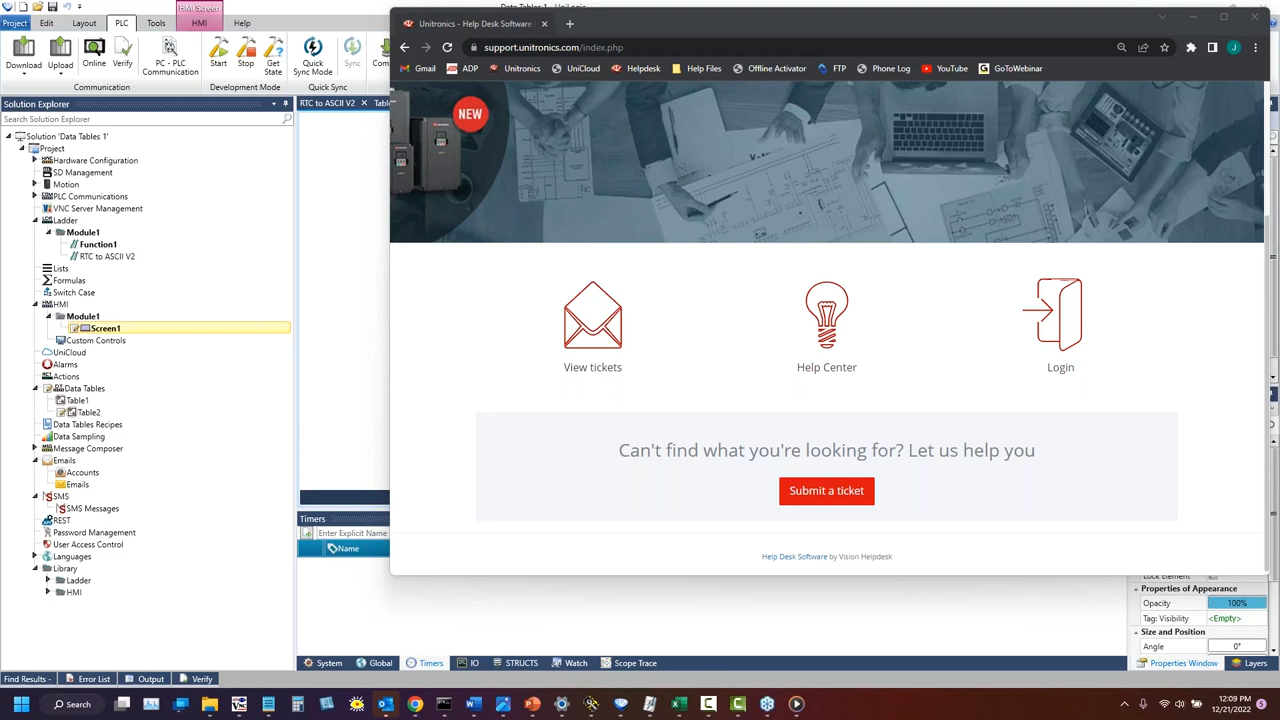 HMI Screen
UniLogic
Project
Edit
Layout
PLC
Tools
HMI
Help
Download
Upload
Online
Verify
PC - PLC
Communication
Start
Stop
Get
State
Quick
Sync Mode
Sync
Communication
Development Mode
Quick Sync
Solution Explorer
Search Solution Explorer
Solution 'Data Tables 1'
Project
Hardware Configuration
SD Management
Motion
PLC Communications
VNC Server Management
Ladder
Module1
Function1
RTC to ASCII V2
Lists
Formulas
Switch Case
HMI
Module1
Screen1
Custom Controls
UniCloud
Alarms
Actions
Data Tables
Table1
Table2
Data Tables Recipes
Data Sampling
Message Composer
Emails
Accounts
Emails
SMS
SMS Messages
REST
Password Management
User Access Control
Languages
Library
Ladder
HMI
RTC to ASCII V2
Unitronics - Help Desk Software
support.unitronics.com/index.php
J
Gmail
ADP
Unitronics
UniCloud
Helpdesk
Help Files
Offline Activator
FTP
Phone Log
YouTube
GoToWebinar
NEW
View tickets
Help Center
Login
Can't find what you're looking for? Let us help you
Submit a ticket
Help Desk Software by Vision Helpdesk
Timers
Enter Explicit Name
Name
Lock Element
Properties of Appearance
Opacity
100%
Tag: Visibility
<Empty>
Size and Position
Angle
0°
System
Global
Timers
IO
STRUCTS
Watch
Scope Trace
Properties Window
Layers
Find Results -
Error List
Output
Verify
Search
12:09 PM
12/21/2022